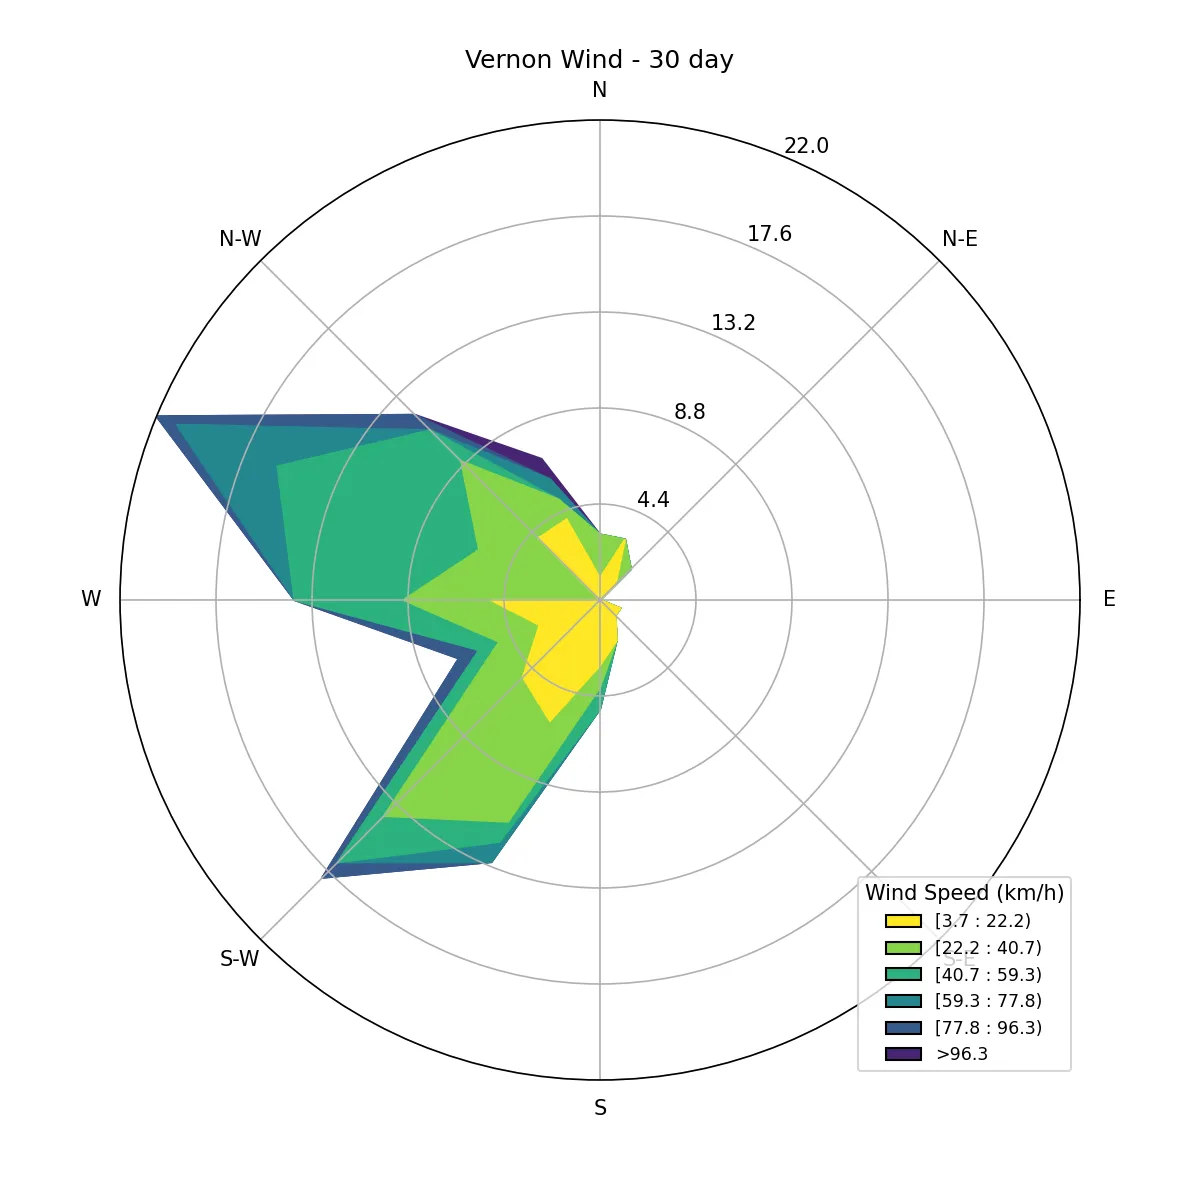 Vernon Wind - 30 day
N
22.0
N-W
N-E
17.6
13.2
8.8
4.4
W
E
S-W
S-E
S
Wind Speed (km/h)
[3.7 : 22.2)
[22.2 : 40.7)
[40.7 : 59.3)
[59.3 : 77.8)
[77.8 : 96.3)
>96.3